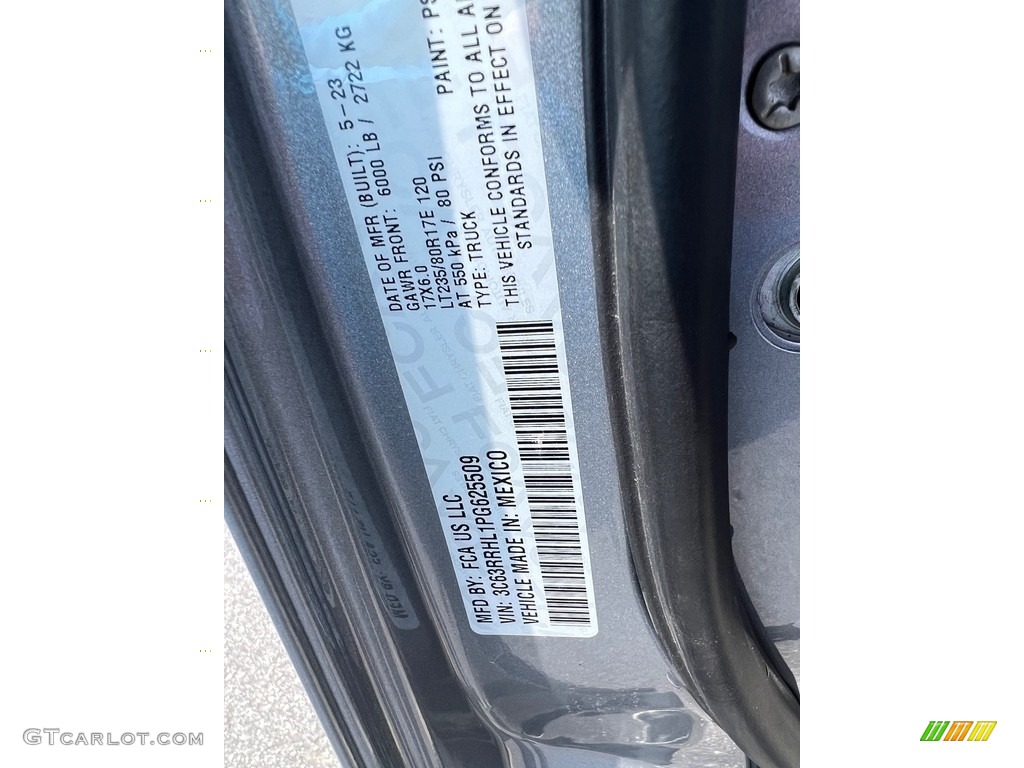 MFD BY: FCA US LLC
DATE OF MFR (BUILT): 5-23
GAWR FRONT: 6000 LB / 2722 KG
17X6.0
LT235/80R17E 120
AT 550 kPa / 80 PSI PAINT:
VIN: 3C63RRHL1PG625509
TYPE: TRUCK
VEHICLE MADE IN: MEXICO
THIS VEHICLE CONFORMS TO ALL
STANDARDS IN EFFECT ON
GTCarLot.com